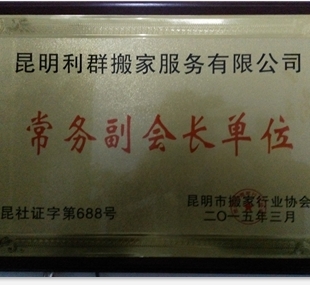 昆明利群搬家服务有限公司
常务副会长单位
昆社证字第688号
昆明市搬家行业协会
二〇一五年三月